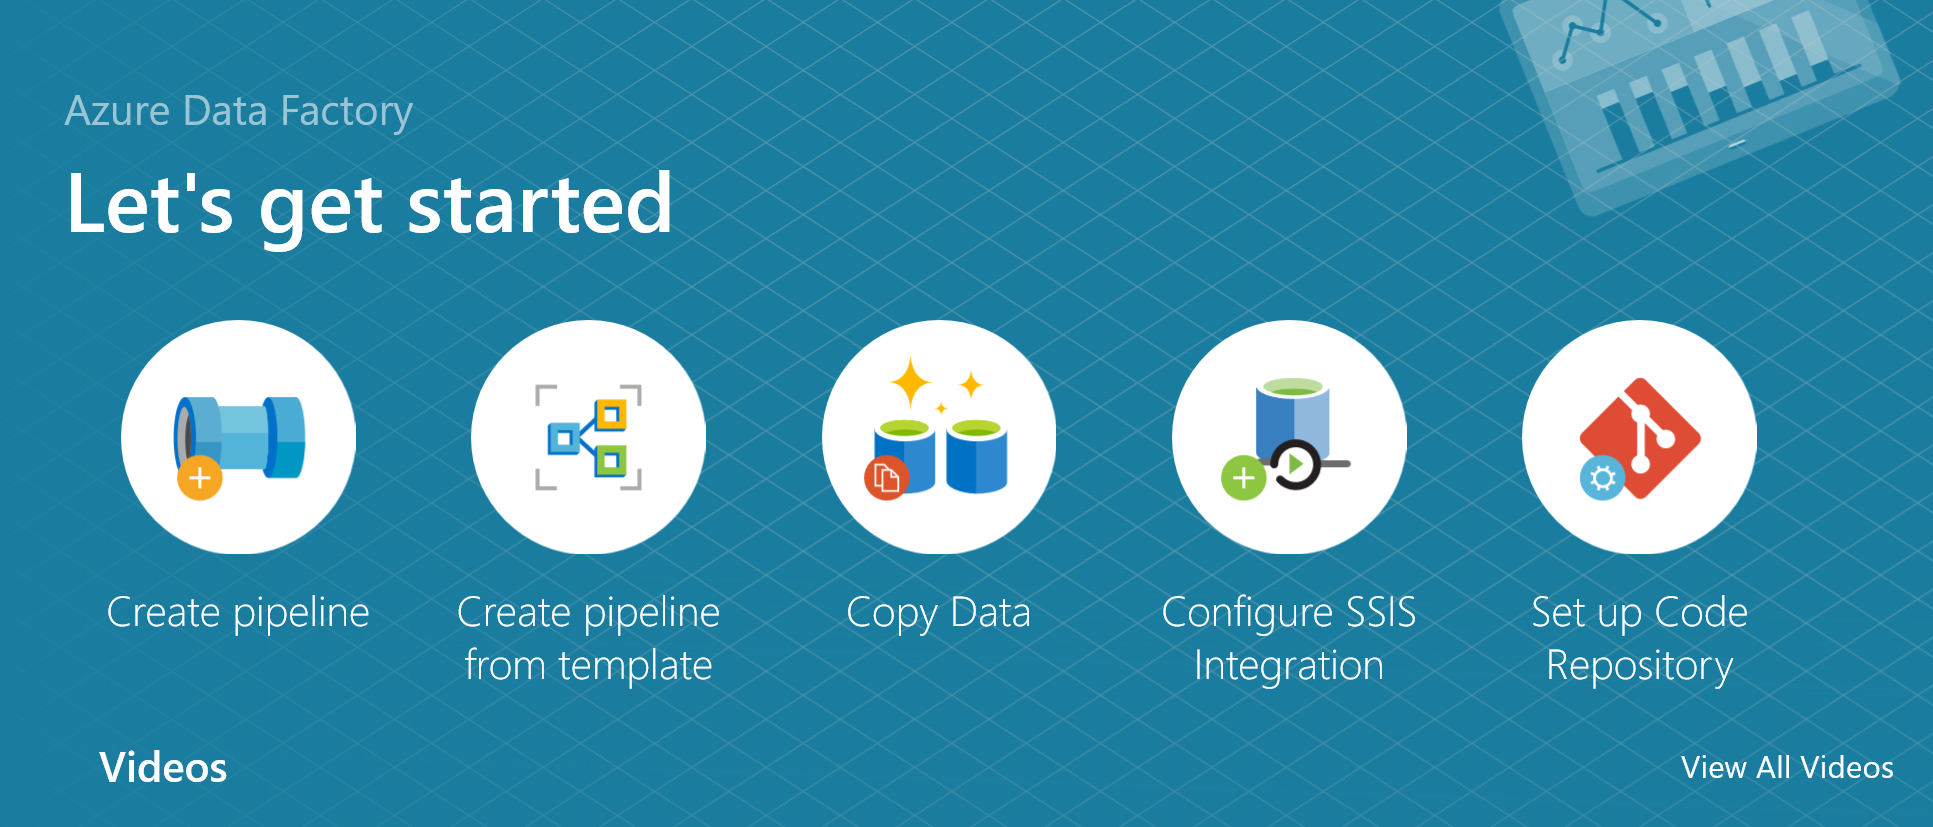 Azure Data Factory
Let's get started
Create pipeline
Create pipeline
from template
Copy Data
Configure SSIS
Integration
Set up Code
Repository
Videos
View All Videos